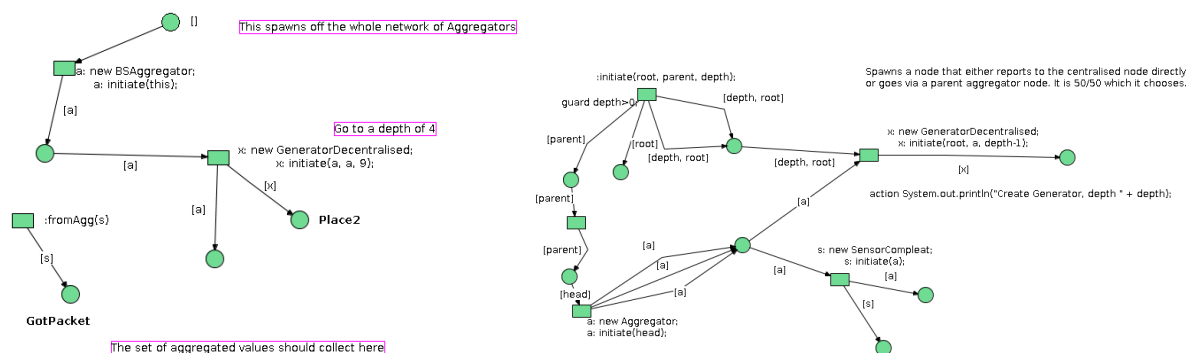 []
This spawns off the whole network of Aggregators
a: new BSAggregator;
a: initiate(this);
[a]
Go to a depth of 4
[a]
x: new GeneratorDecentralised;
x: initiate(a, a, 9);
[x]
[a]
Place2
:fromAgg(s)
[s]
GotPacket
The set of aggregated values should collect here
Spawns a node that either reports to the centralised node directly
or goes via a parent aggregator node. It is 50/50 which it chooses.
:initiate(root, parent, depth);
guard depth>0;
[depth, root]
[parent]
[root]
[depth, root]
[depth, root]
x: new GeneratorDecentralised;
x: initiate(root, a, depth-1);
[x]
action System.out.println("Create Generator, depth " + depth);
[parent]
[a]
[parent]
[a]
[a]
[a]
[head]
a: new Aggregator;
a: initiate(head);
[a]
s: new SensorCompleat;
s: initiate(a);
[a]
[s]